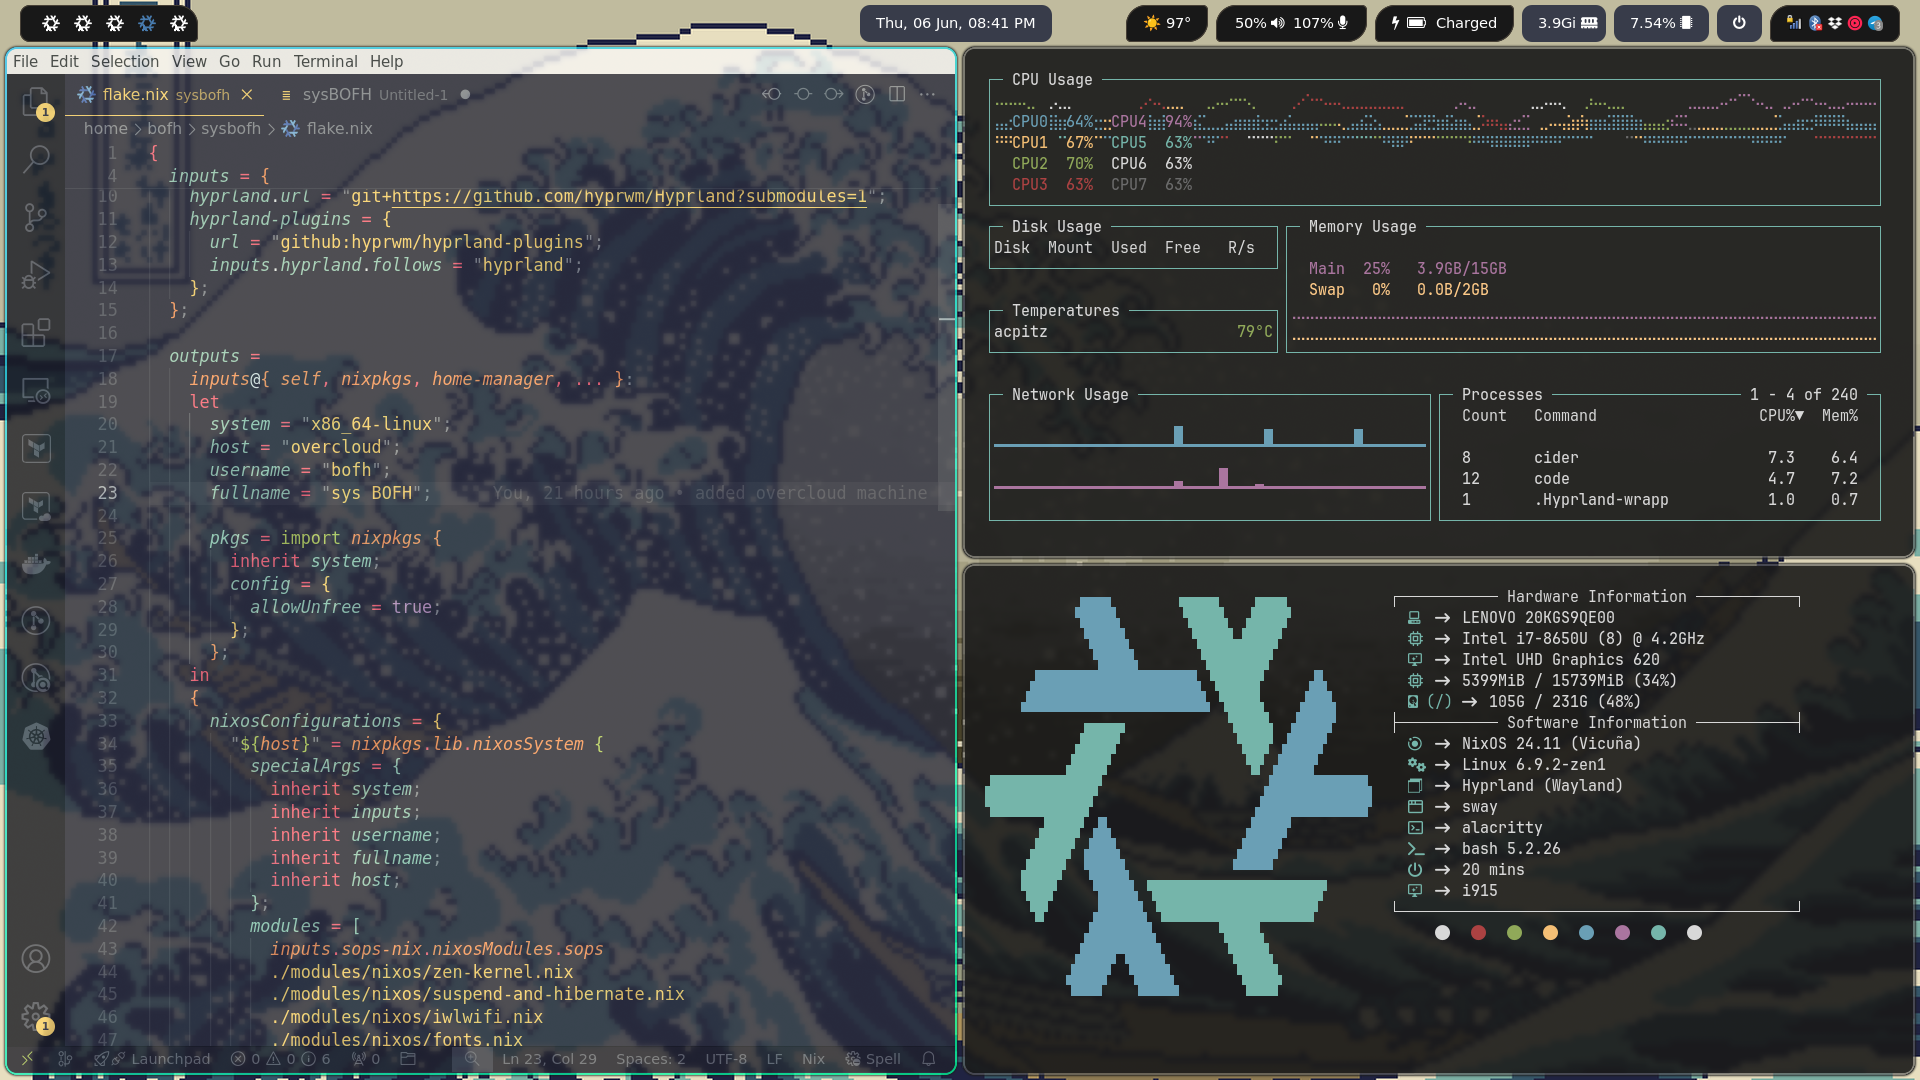 Thu, 06 Jun, 08:41 PM
97°
50% 107%
Charged
3.9Gi
7.54%
File Edit Selection View Go Run Terminal Help
flake.nix sysbofh
sysBOFH Untitled-1
home > bofh > sysbofh > flake.nix
1 {
4 inputs = {
10 hyprland.url = "git+https://github.com/hyprwm/Hyprland?submodules=1";
11 hyprland-plugins = {
12 url = "github:hyprwm/hyprland-plugins";
13 inputs.hyprland.follows = "hyprland";
14 };
15 };
16
17 outputs =
18 inputs@{ self, nixpkgs, home-manager, ... }:
19 let
20 system = "x86_64-linux";
21 host = "overcloud";
22 username = "bofh";
23 fullname = "sys BOFH"; You, 21 hours ago • added overcloud machine
24
25 pkgs = import nixpkgs {
26 inherit system;
27 config = {
28 allowUnfree = true;
29 };
30 };
31 in
32 {
33 nixosConfigurations = {
34 "${host}" = nixpkgs.lib.nixosSystem {
35 specialArgs = {
36 inherit system;
37 inherit inputs;
38 inherit username;
39 inherit fullname;
40 inherit host;
41 };
42 modules = [
43 inputs.sops-nix.nixosModules.sops
44 ./modules/nixos/zen-kernel.nix
45 ./modules/nixos/suspend-and-hibernate.nix
46 ./modules/nixos/iwlwifi.nix
47 ./modules/nixos/fonts.nix
1
1
Launchpad 0 0 6 0 Ln 23, Col 29 Spaces: 2 UTF-8 LF Nix Spell
CPU Usage
CPU0 64% CPU4 94%
CPU1 67% CPU5 63%
CPU2 70% CPU6 63%
CPU3 63% CPU7 63%
Disk Usage
Disk Mount Used Free R/s
Temperatures
acpitz 79°C
Memory Usage
Main 25% 3.9GB/15GB
Swap 0% 0.0B/2GB
Network Usage
Processes 1 - 4 of 240
Count Command CPU%▼ Mem%
8 cider 7.3 6.4
12 code 4.7 7.2
1 .Hyprland-wrapp 1.0 0.7
Hardware Information
→ LENOVO 20KGS9QE00
→ Intel i7-8650U (8) @ 4.2GHz
→ Intel UHD Graphics 620
→ 5399MiB / 15739MiB (34%)
(/) → 105G / 231G (48%)
Software Information
→ NixOS 24.11 (Vicuña)
→ Linux 6.9.2-zen1
→ Hyprland (Wayland)
→ sway
→ alacritty
→ bash 5.2.26
→ 20 mins
→ i915